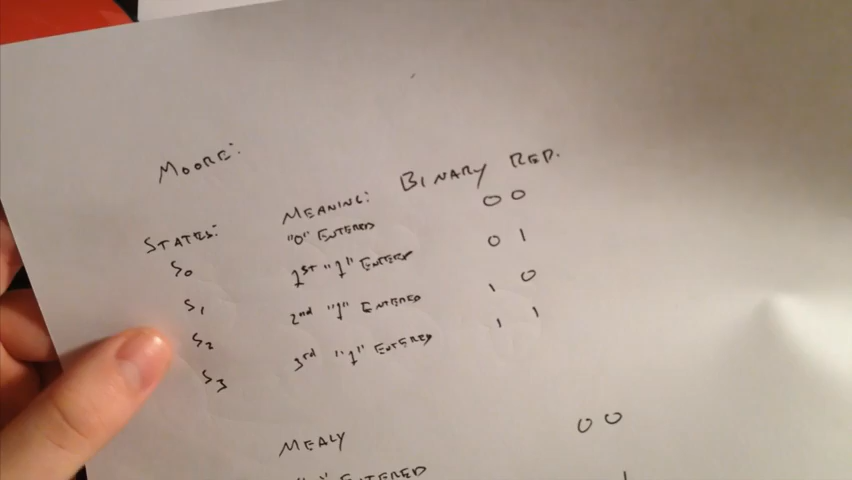 MOORE:
STATES: MEANING: BINARY REP.
S0 "0" ENTERED 00
S1 1ST "1" ENTERED 01
S2 2nd "1" ENTERED 10
S3 3rd "1" ENTERED 11
MEALY 00
ENTERED